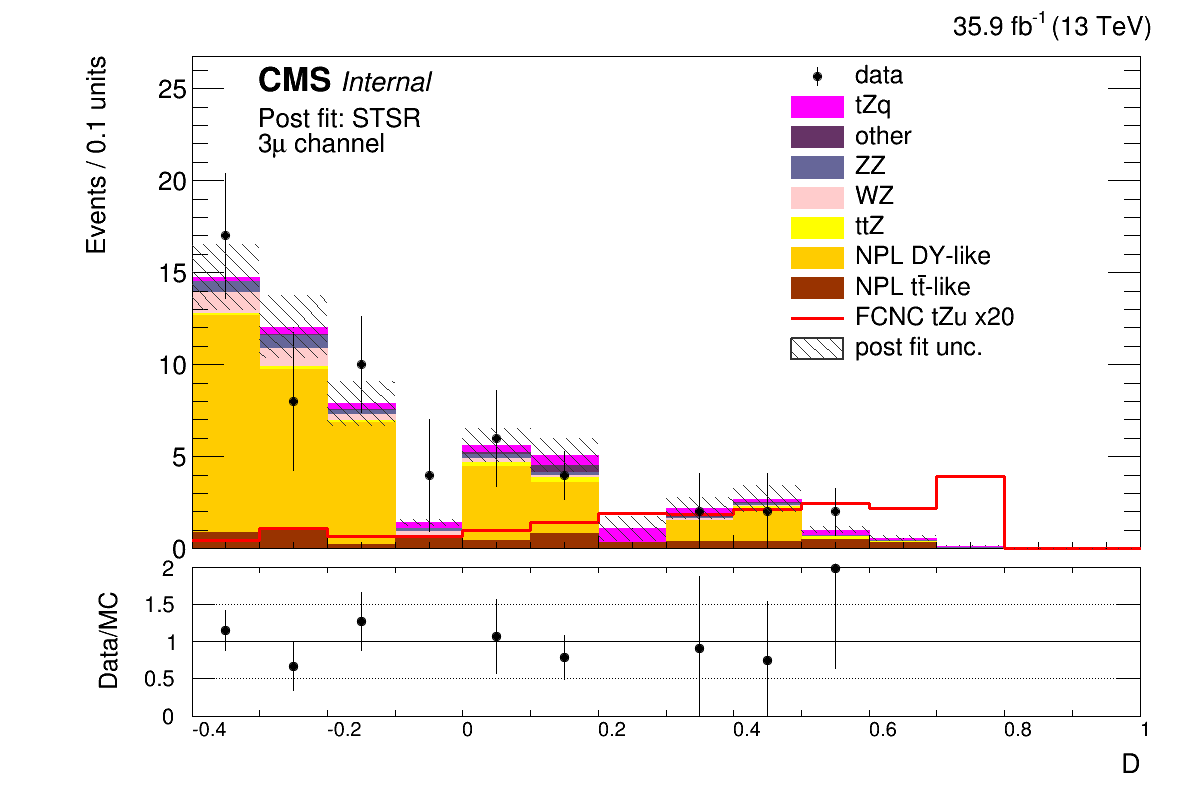 35.9 fb⁻¹ (13 TeV)
Events / 0.1 units
25
20
15
10
5
0
CMS Internal
Post fit: STSR
3μ channel
data
tZq
other
ZZ
WZ
ttZ
NPL DY-like
NPL tt̄-like
FCNC tZu x20
post fit unc.
Data/MC
2
1.5
1
0.5
0
-0.4 -0.2 0 0.2 0.4 0.6 0.8 1
D